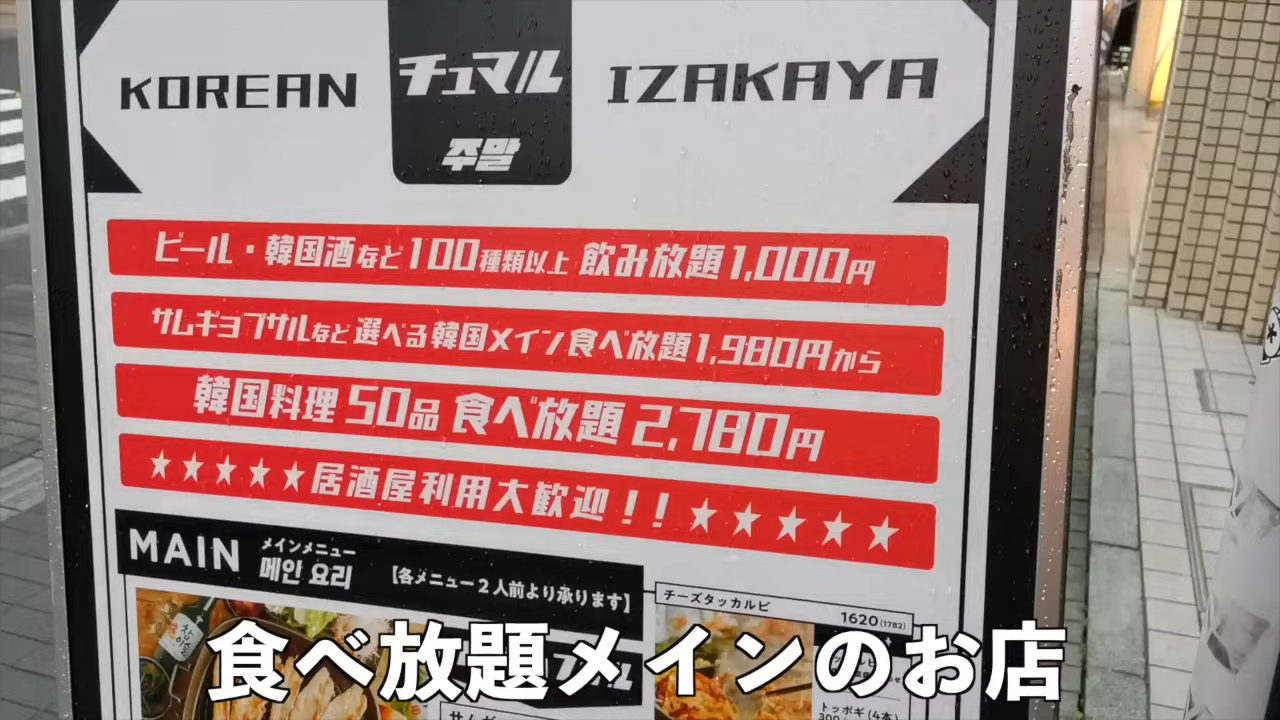 KOREAN チュマル IZAKAYA
주말
ビール・韓国酒など100種類以上 飲み放題1,000円
サムギョプサルなど選べる韓国メイン食べ放題1,980円から
韓国料理50品 食べ放題2,780円
★★★★★居酒屋利用大歓迎!!★★★★★
MAIN メインメニュー 메인 요리 【各メニュー2人前より承ります】
チーズタッカルビ
1620(1782)
참이슬
トッポギ(4本)
食べ放題メインのお店